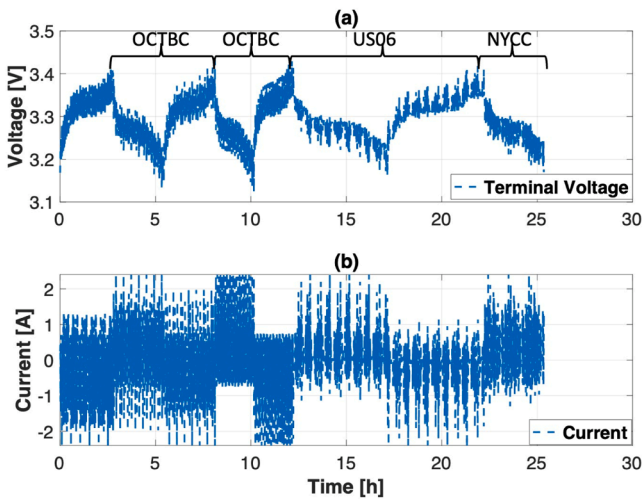 (a)
OCTBC OCTBC US06 NYCC
3.5
3.4
3.3
3.2
3.1
Voltage [V]
Terminal Voltage
0 5 10 15 20 25 30
(b)
2
1
0
-1
-2
Current [A]
Current
0 5 10 15 20 25 30
Time [h]